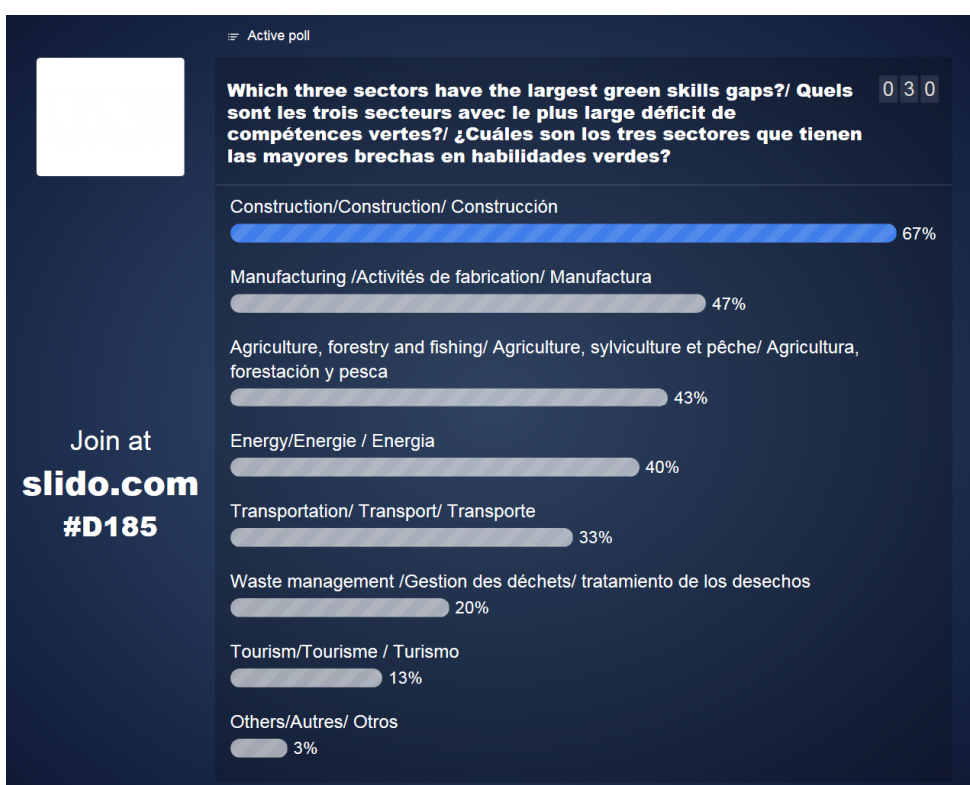 Active poll
Which three sectors have the largest green skills gaps?/ Quels
sont les trois secteurs avec le plus large déficit de
compétences vertes?/ ¿Cuáles son los tres sectores que tienen
las mayores brechas en habilidades verdes?
0 3 0
Construction/Construction/ Construcción
67%
Manufacturing /Activités de fabrication/ Manufactura
47%
Agriculture, forestry and fishing/ Agriculture, sylviculture et pêche/ Agricultura,
forestación y pesca
43%
Energy/Energie / Energia
40%
Transportation/ Transport/ Transporte
33%
Waste management /Gestion des déchets/ tratamiento de los desechos
20%
Tourism/Tourisme / Turismo
13%
Others/Autres/ Otros
3%
Join at
slido.com
#D185